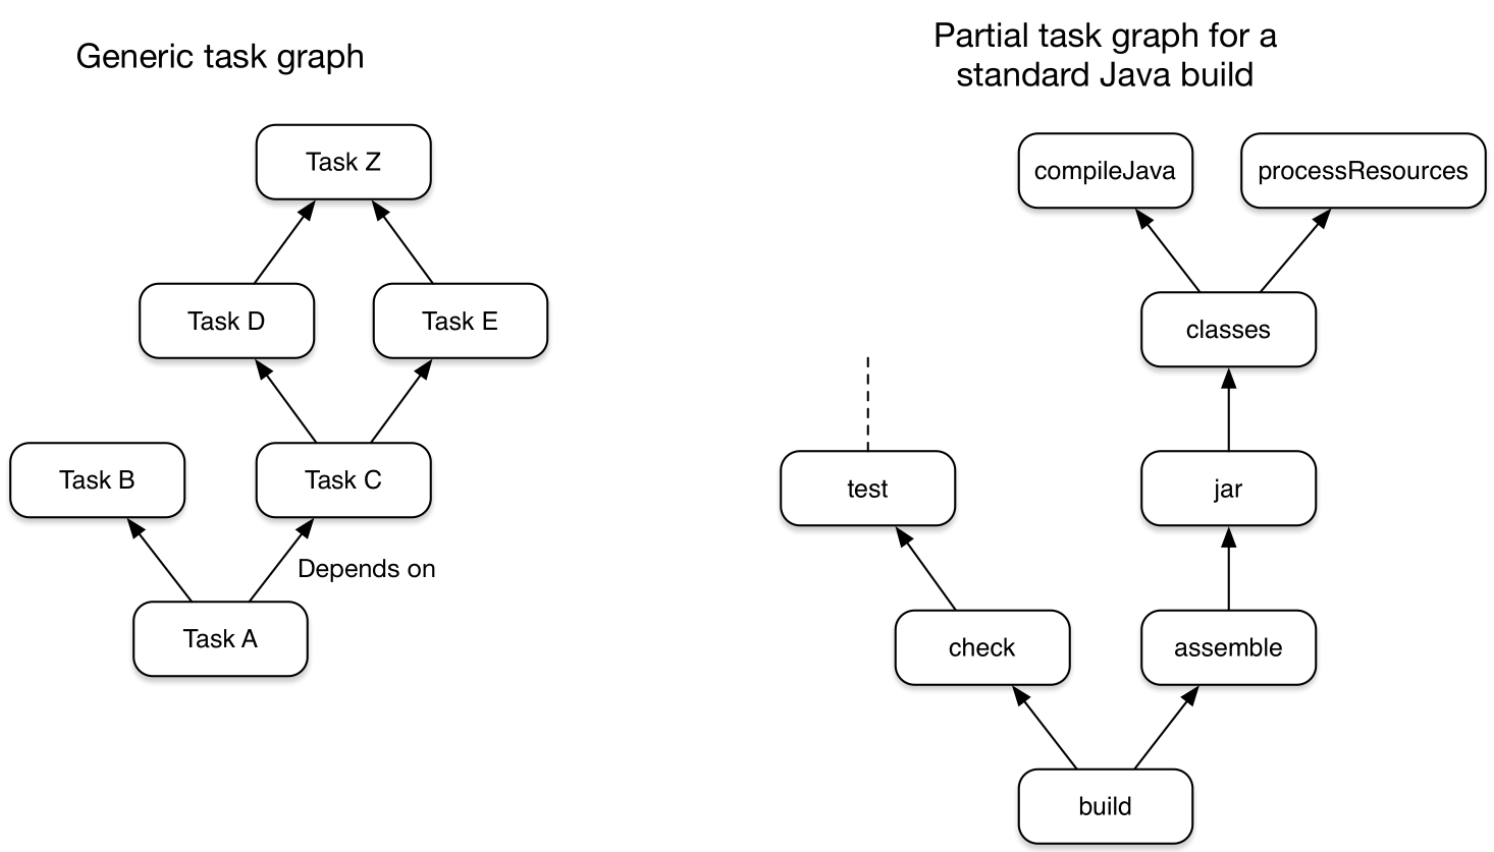 Generic task graph
Task Z
Task D
Task E
Task B
Task C
Depends on
Task A
Partial task graph for a
standard Java build
compileJava
processResources
classes
test
jar
check
assemble
build